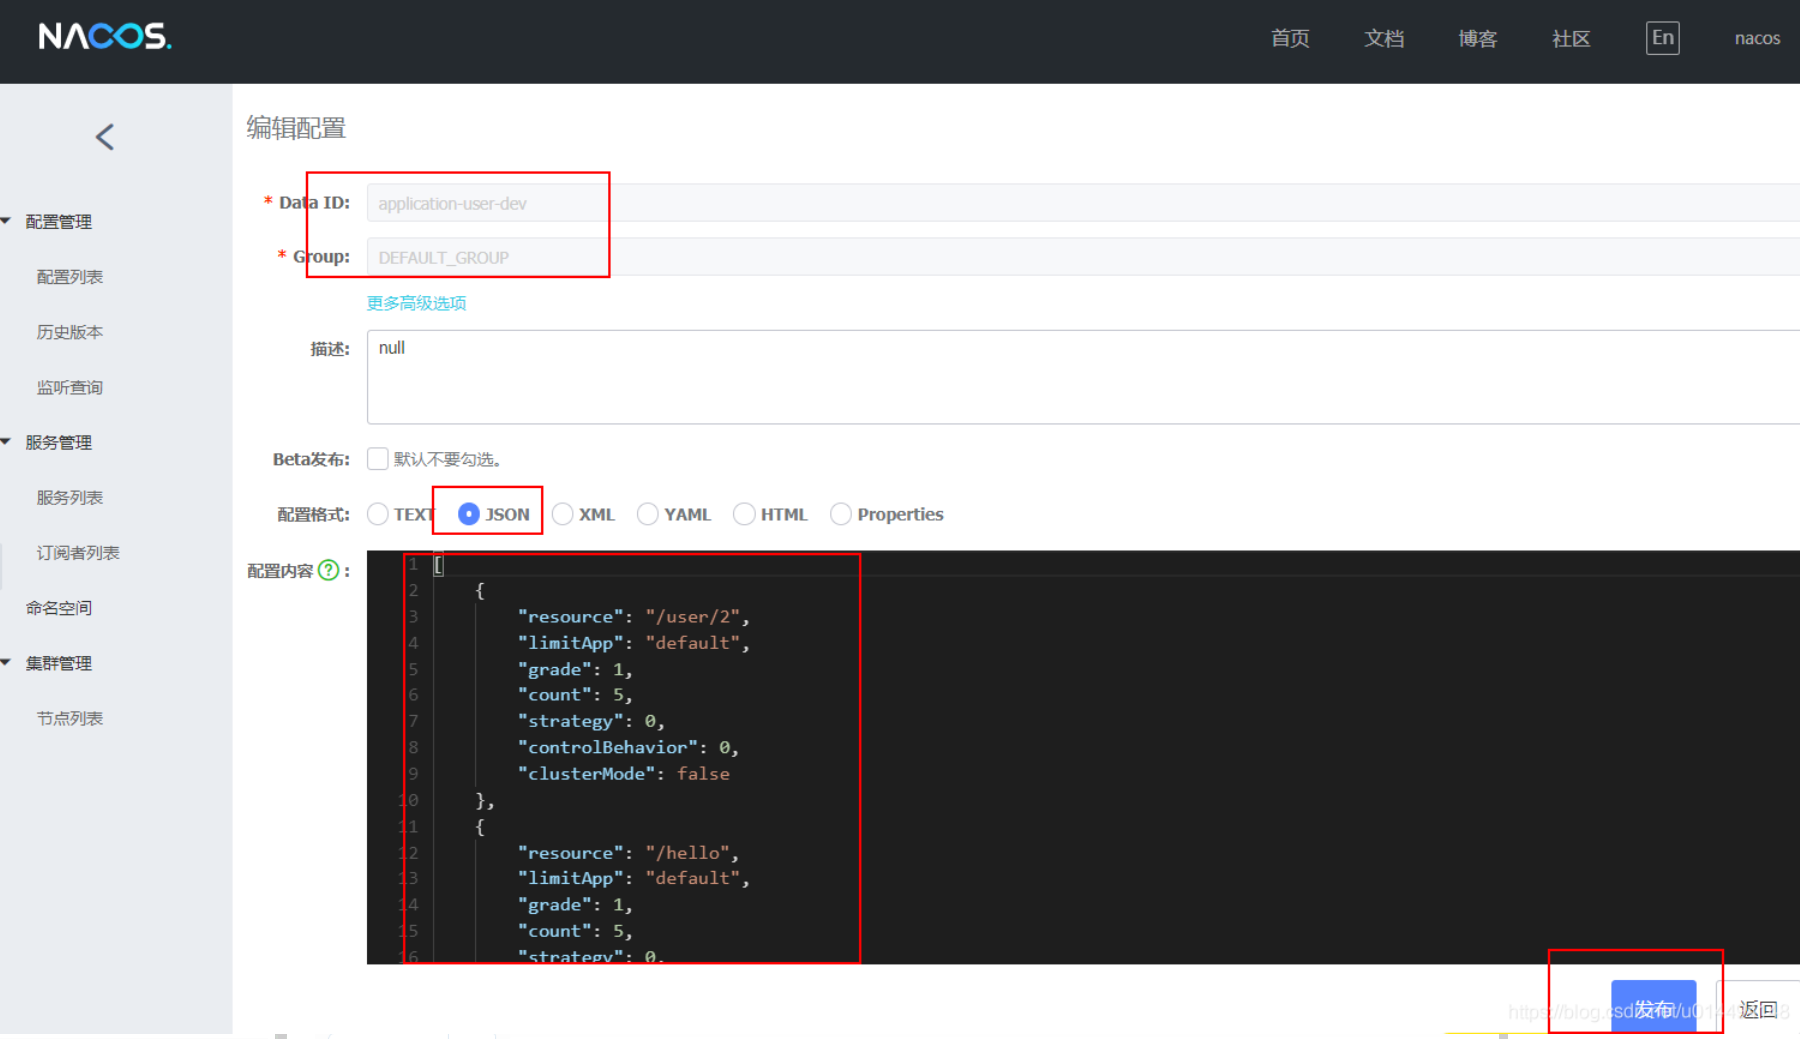 NACOS.
首页 文档 博客 社区 En nacos
编辑配置
* Data ID: application-user-dev
* Group: DEFAULT_GROUP
更多高级选项
描述: null
Beta发布: 默认不要勾选。
配置格式: TEXT JSON XML YAML HTML Properties
配置内容 ? :
1 [
2 {
3 "resource": "/user/2",
4 "limitApp": "default",
5 "grade": 1,
6 "count": 5,
7 "strategy": 0,
8 "controlBehavior": 0,
9 "clusterMode": false
10 },
11 {
12 "resource": "/hello",
13 "limitApp": "default",
14 "grade": 1,
15 "count": 5,
16 "strategy": 0,
配置管理
配置列表
历史版本
监听查询
服务管理
服务列表
订阅者列表
命名空间
集群管理
节点列表
发布 返回